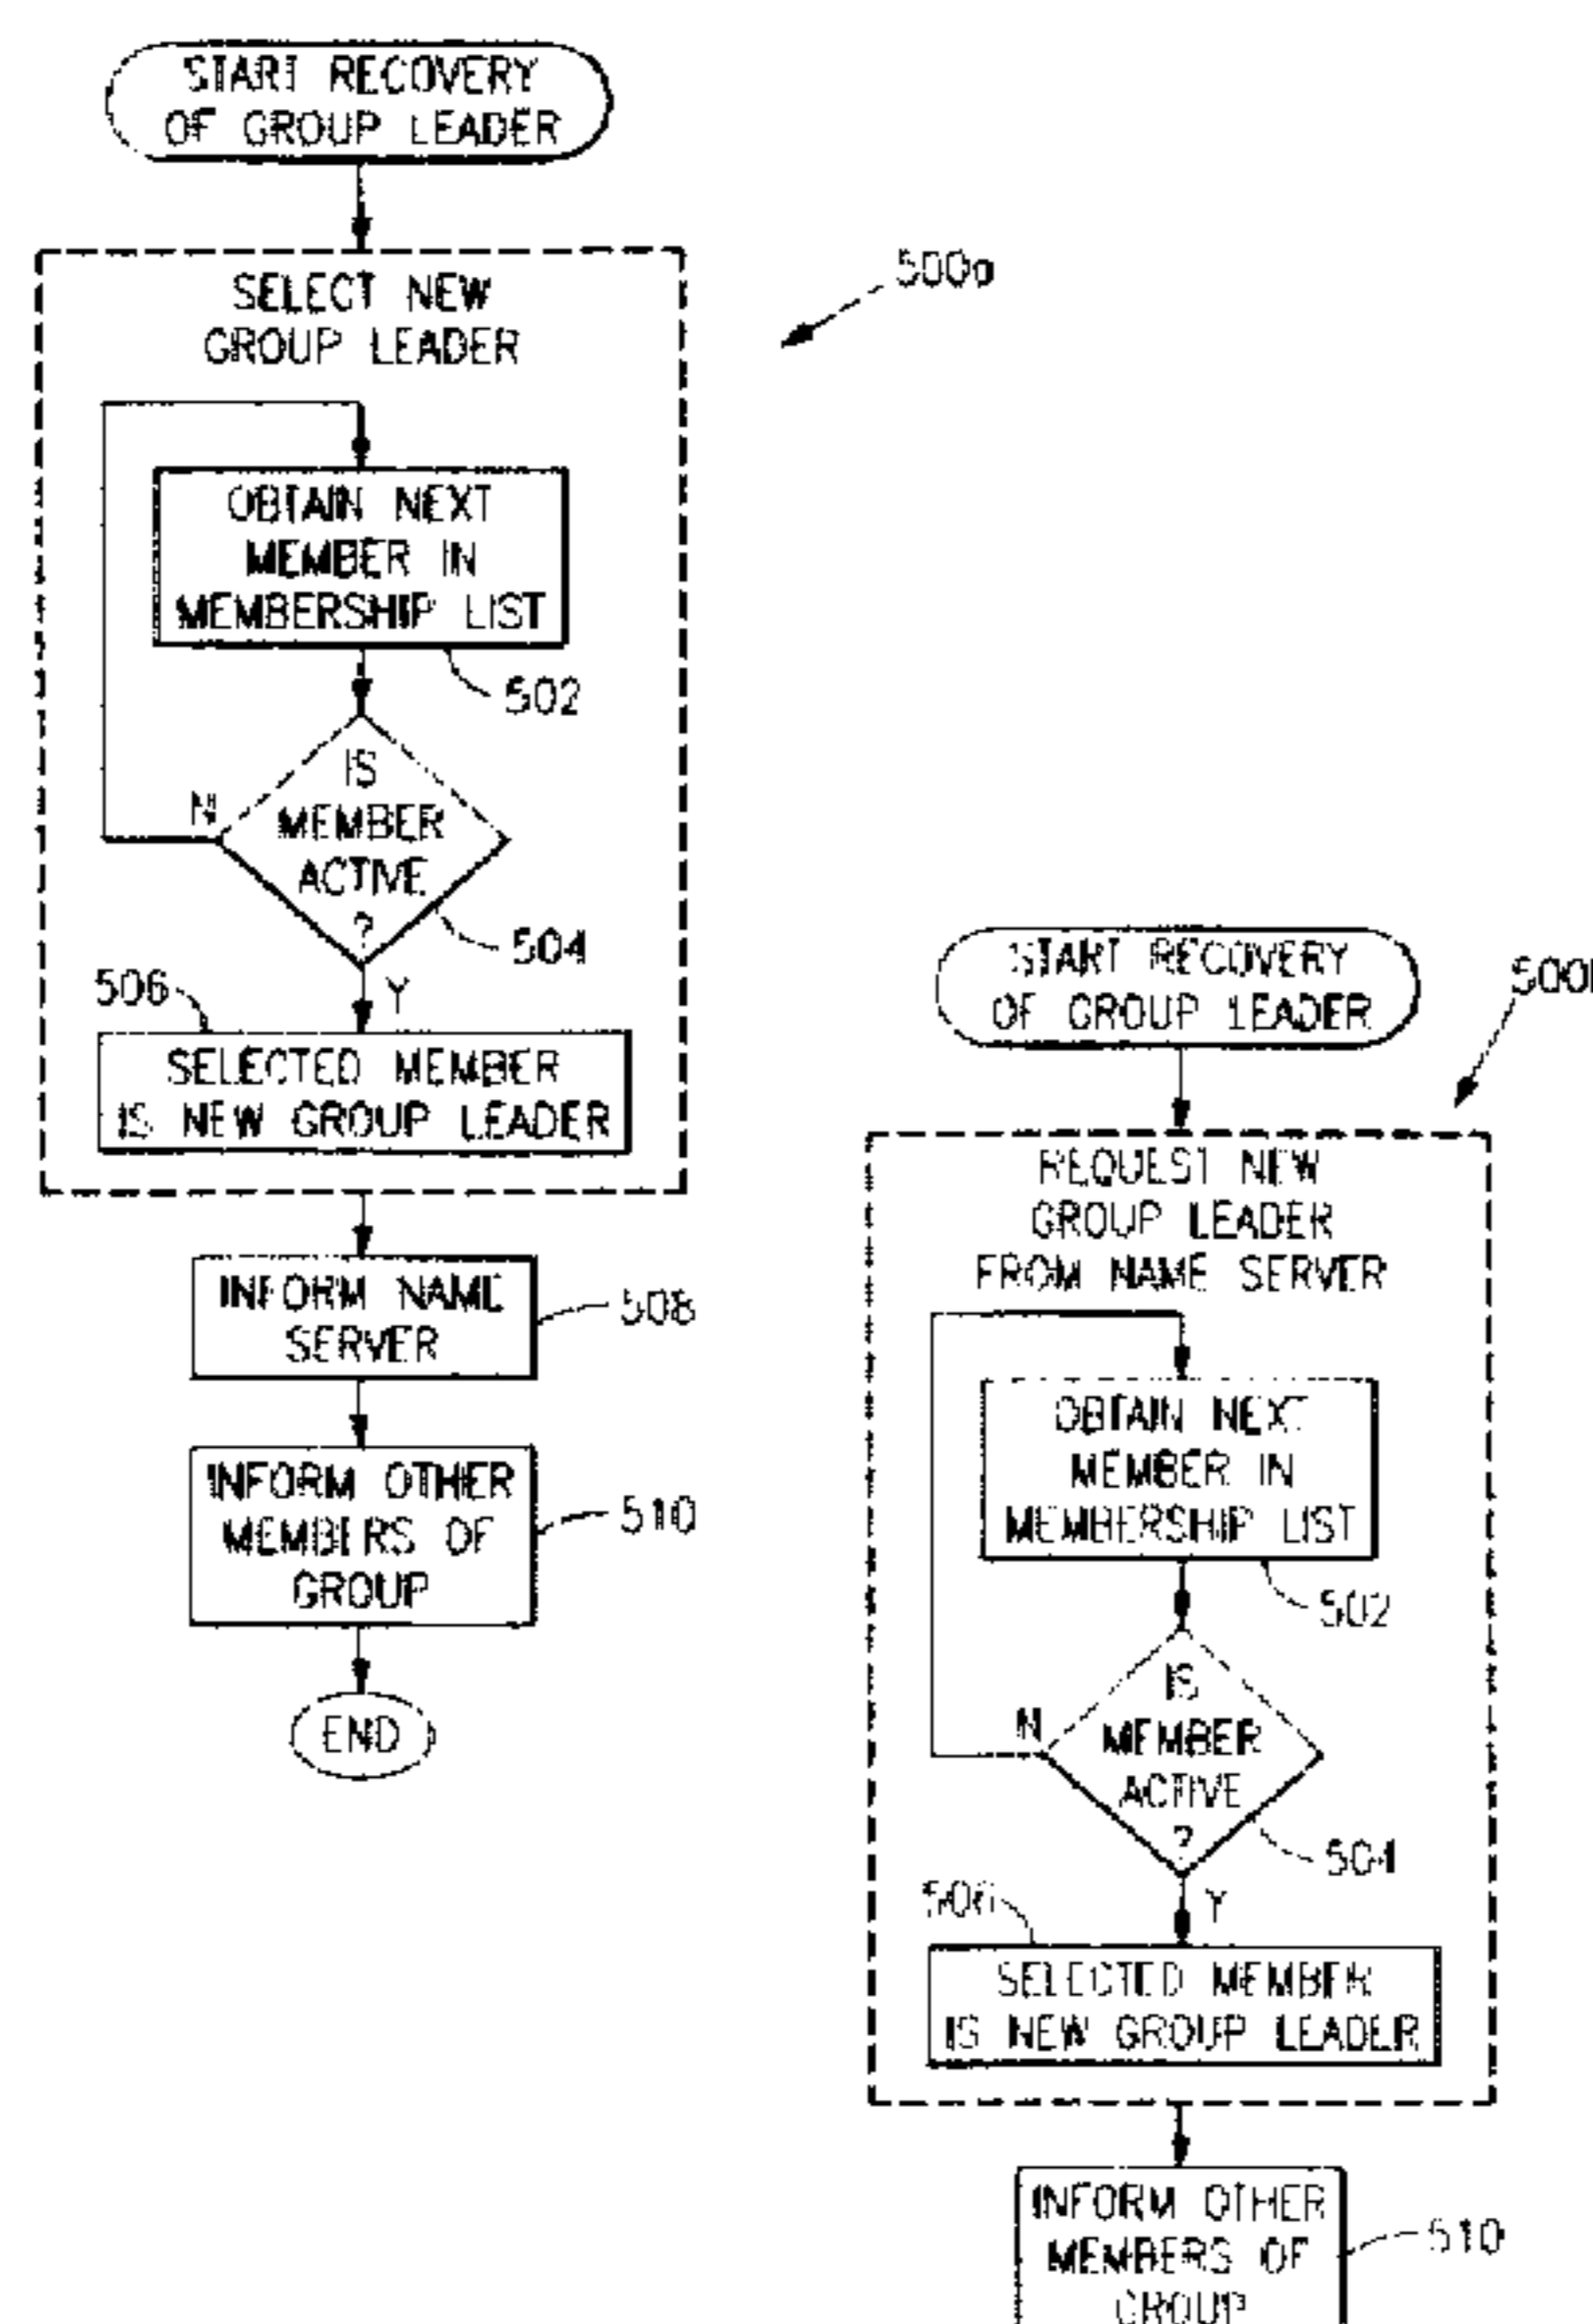 START RECOVERY
OF GROUP LEADER
500a
SELECT NEW
GROUP LEADER
OBTAIN NEXT
MEMBER IN
MEMBERSHIP LIST
502
IS
MEMBER
ACTIVE
?
N
504
Y
506
SELECTED MEMBER
IS NEW GROUP LEADER
INFORM NAME
SERVER
508
INFORM OTHER
MEMBERS OF
GROUP
510
END
START RECOVERY
OF GROUP LEADER
500
REQUEST NEW
GROUP LEADER
FROM NAME SERVER
OBTAIN NEXT
MEMBER IN
MEMBERSHIP LIST
502
IS
MEMBER
ACTIVE
?
N
504
Y
506
SELECTED MEMBER
IS NEW GROUP LEADER
INFORM OTHER
MEMBERS OF
GROUP
510